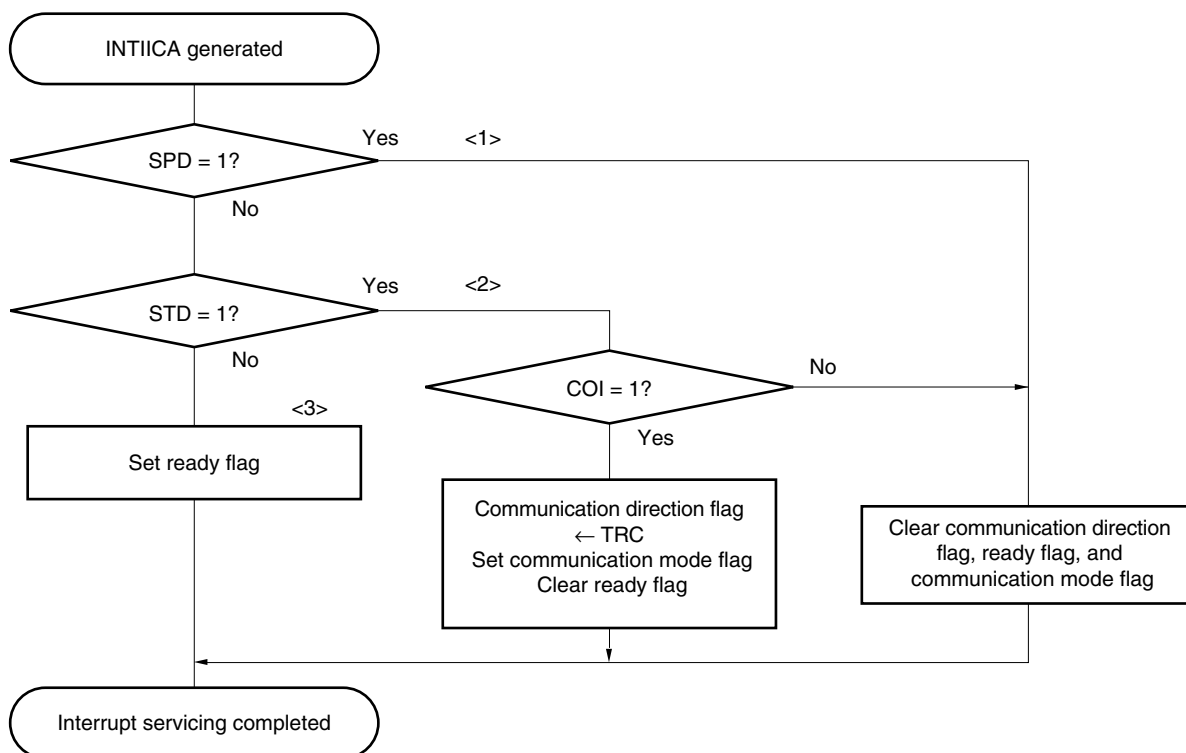 INTIICA generated
Yes
<1>
SPD = 1?
No
Yes
<2>
STD = 1?
No
COI = 1?
No
Yes
<3>
Set ready flag
Communication direction flag
← TRC
Set communication mode flag
Clear ready flag
Clear communication direction
flag, ready flag, and
communication mode flag
Interrupt servicing completed